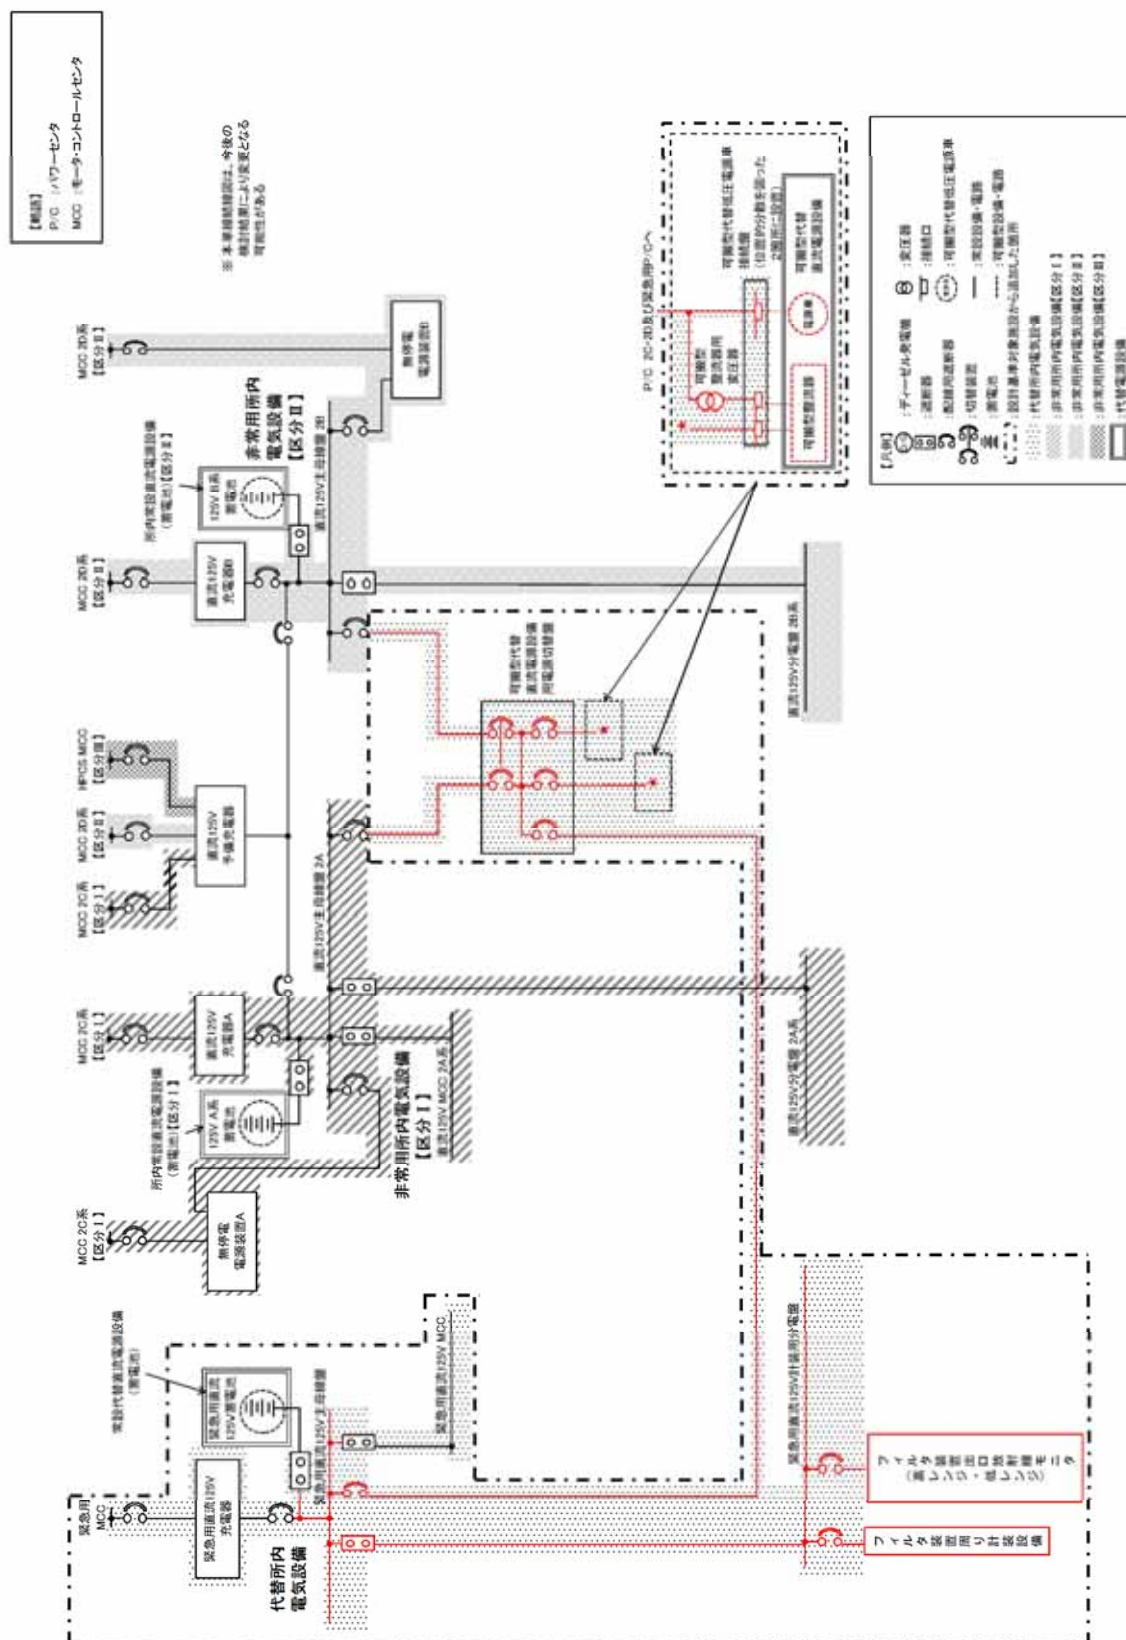 【略語】
P/C ：パワーセンタ
MCC ：モータ・コントロールセンタ
※ 本単線結線図は、今後の
検討結果により変更となる
可能性がある
緊急用
MCC
緊急用直流125V
充電器
代替所内
電気設備
常設代替直流電源設備
(蓄電池)
緊急用直流
125V蓄電池
緊急用直流125V主母線盤
緊急用直流125V MCC
緊急用直流125V計装用分電盤
フィルタ装置出口放射線モニタ
(高レンジ・低レンジ)
フィルタ装置周り計装設備
MCC 2C系
【区分Ⅰ】
無停電
電源装置A
所内常設直流電源設備
(蓄電池)【区分Ⅰ】
125V A系
蓄電池
MCC 2C系
【区分Ⅰ】
直流125V
充電器A
非常用所内電気設備
【区分Ⅰ】
直流125V MCC 2A系
直流125V主母線盤 2A
直流125V分電盤 2A系
MCC 2C系
【区分Ⅰ】
MCC 2D系
【区分Ⅱ】
HPCS MCC
【区分Ⅲ】
直流125V
予備充電器
MCC 2D系
【区分Ⅱ】
直流125V
充電器B
所内常設直流電源設備
(蓄電池)【区分Ⅱ】
125V B系
蓄電池
非常用所内
電気設備
【区分Ⅱ】
直流125V主母線盤 2B
MCC 2D系
【区分Ⅱ】
無停電
電源装置B
直流125V分電盤 2B系
可搬型代替
直流電源設備
用電源切替盤
*
*
P/C 2C・2D及び緊急用P/Cへ
*
可搬型
整流器用
変圧器
可搬型代替低圧電源車
接続盤
(位置的分散を図った
2箇所に設置)
可搬型整流器
電源車
可搬型代替
直流電源設備
【凡例】
：ディーゼル発電機
：遮断器
：配線用遮断器
：切替装置
：蓄電池
：変圧器
：接続口
：可搬型代替低圧電源車
：常設設備・電路
：可搬型設備・電路
：設計基準対象施設から追加した箇所
：代替所内電気設備
：非常用所内電気設備【区分Ⅰ】
：非常用所内電気設備【区分Ⅱ】
：非常用所内電気設備【区分Ⅲ】
：代替電源設備